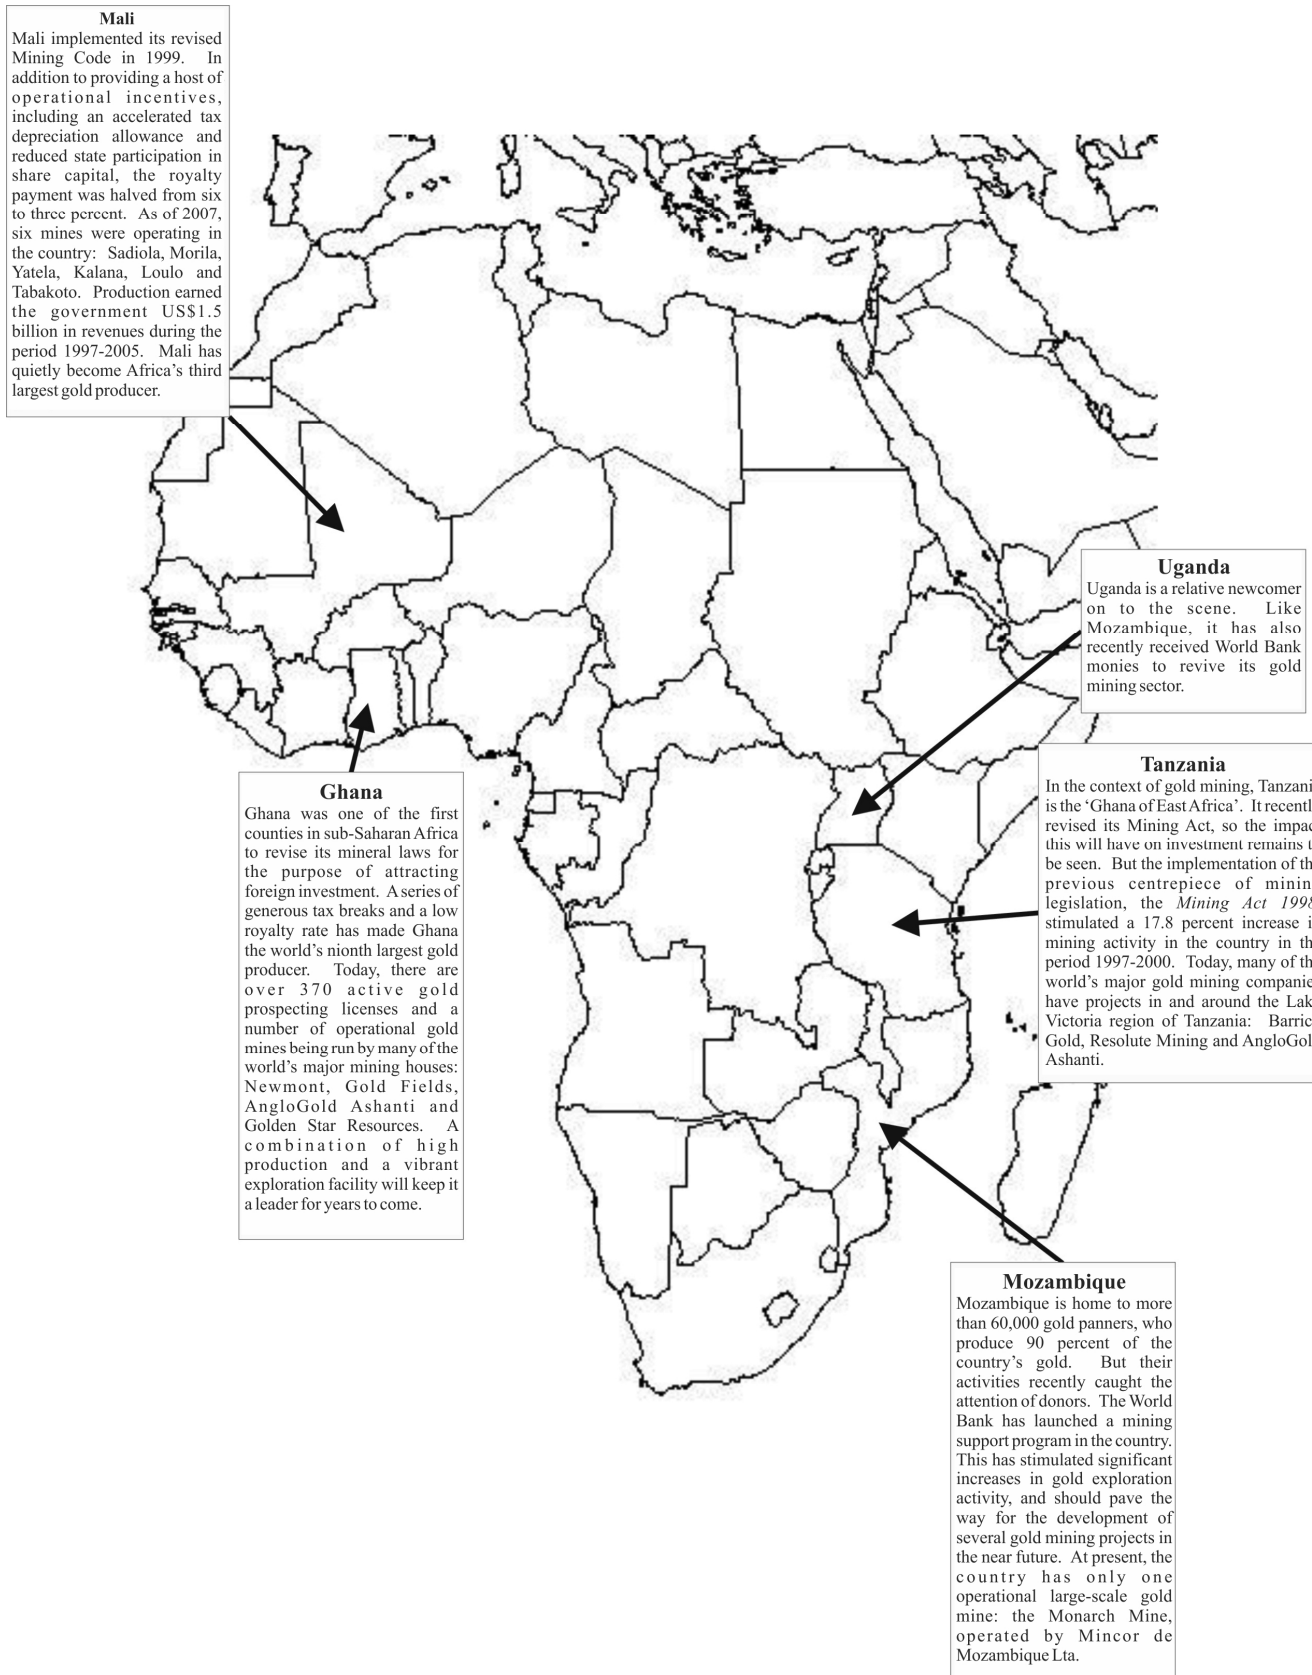 Mali
Mali implemented its revised
Mining Code in 1999. In
addition to providing a host of
operational incentives,
including an accelerated tax
depreciation allowance and
reduced state participation in
share capital, the royalty
payment was halved from six
to three percent. As of 2007,
six mines were operating in
the country: Sadiola, Morila,
Yatela, Kalana, Loulo and
Tabakoto. Production earned
the government US$1.5
billion in revenues during the
period 1997-2005. Mali has
quietly become Africa's third
largest gold producer.
Uganda
Uganda is a relative newcomer
on to the scene. Like
Mozambique, it has also
recently received World Bank
monies to revive its gold
mining sector.
Tanzania
In the context of gold mining, Tanzani
is the 'Ghana of East Africa'. It recentl
revised its Mining Act, so the impac
this will have on investment remains t
be seen. But the implementation of th
previous centrepiece of minin
legislation, the Mining Act 1998
stimulated a 17.8 percent increase i
mining activity in the country in th
period 1997-2000. Today, many of th
world's major gold mining companie
have projects in and around the Lak
Victoria region of Tanzania: Barric
Gold, Resolute Mining and AngloGol
Ashanti.
Ghana
Ghana was one of the first
counties in sub-Saharan Africa
to revise its mineral laws for
the purpose of attracting
foreign investment. A series of
generous tax breaks and a low
royalty rate has made Ghana
the world's nionth largest gold
producer. Today, there are
over 370 active gold
prospecting licenses and a
number of operational gold
mines being run by many of the
world's major mining houses:
Newmont, Gold Fields,
AngloGold Ashanti and
Golden Star Resources. A
combination of high
production and a vibrant
exploration facility will keep it
a leader for years to come.
Mozambique
Mozambique is home to more
than 60,000 gold panners, who
produce 90 percent of the
country's gold. But their
activities recently caught the
attention of donors. The World
Bank has launched a mining
support program in the country.
This has stimulated significant
increases in gold exploration
activity, and should pave the
way for the development of
several gold mining projects in
the near future. At present, the
country has only one
operational large-scale gold
mine: the Monarch Mine,
operated by Mincor de
Mozambique Lta.